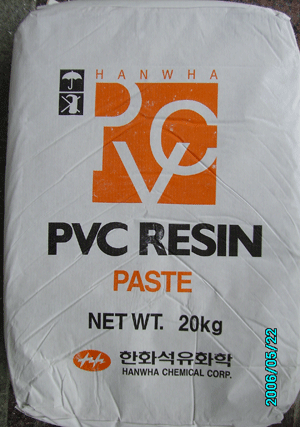 HANWHA
PVC
PVC RESIN
PASTE
NET WT. 20kg
한화석유화학
HANWHA CHEMICAL CORP.
2006/05/22